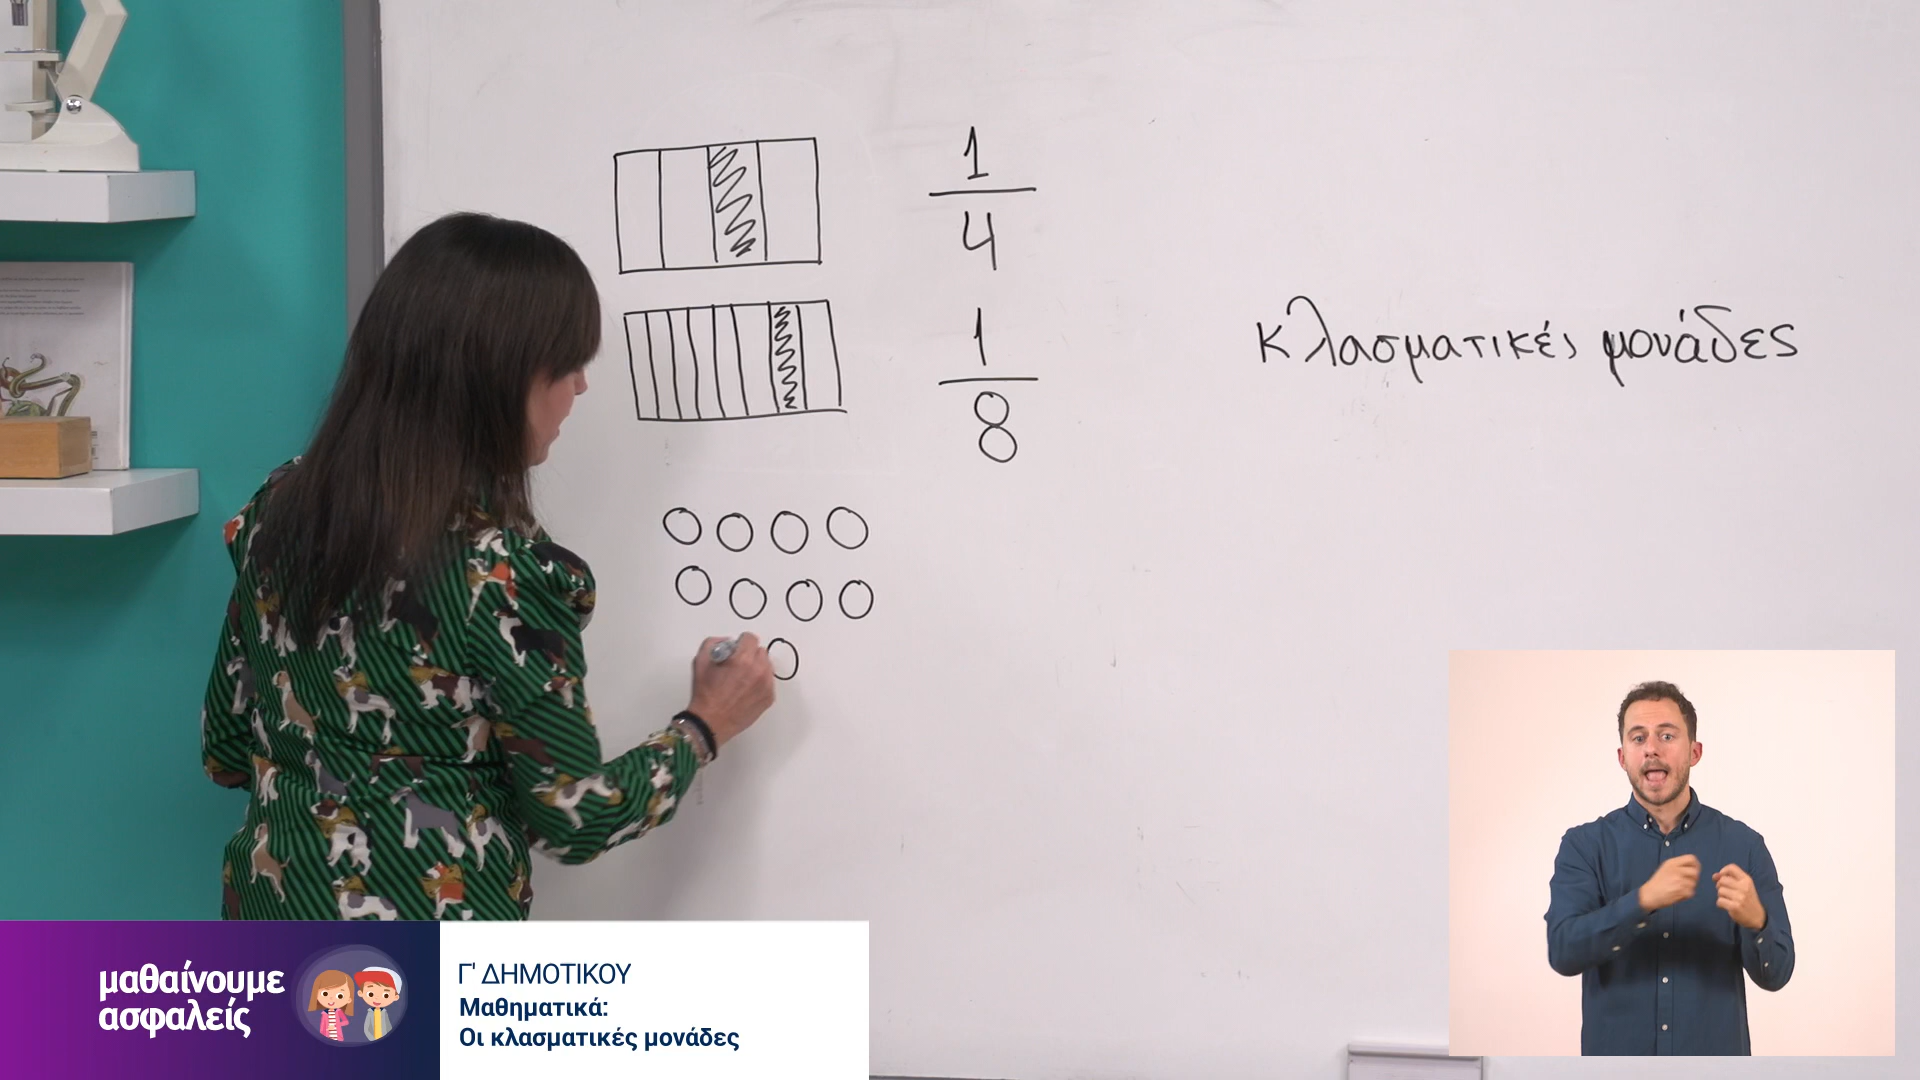 1
4
1
8
κλασματικές μονάδες
μαθαίνουμε
ασφαλείς
Γ' ΔΗΜΟΤΙΚΟΥ
Μαθηματικά:
Οι κλασματικές μονάδες